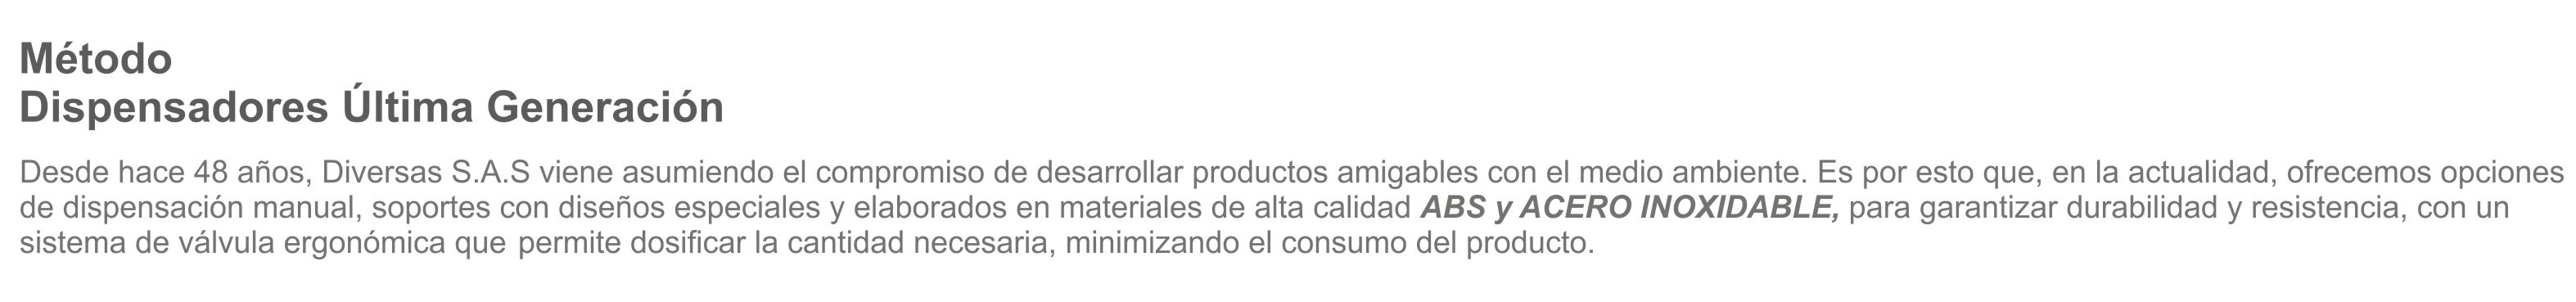 Método
Dispensadores Última Generación
Desde hace 48 años, Diversas S.A.S viene asumiendo el compromiso de desarrollar productos amigables con el medio ambiente. Es por esto que, en la actualidad, ofrecemos opciones
de dispensación manual, soportes con diseños especiales y elaborados en materiales de alta calidad ABS y ACERO INOXIDABLE, para garantizar durabilidad y resistencia, con un
sistema de válvula ergonómica que permite dosificar la cantidad necesaria, minimizando el consumo del producto.